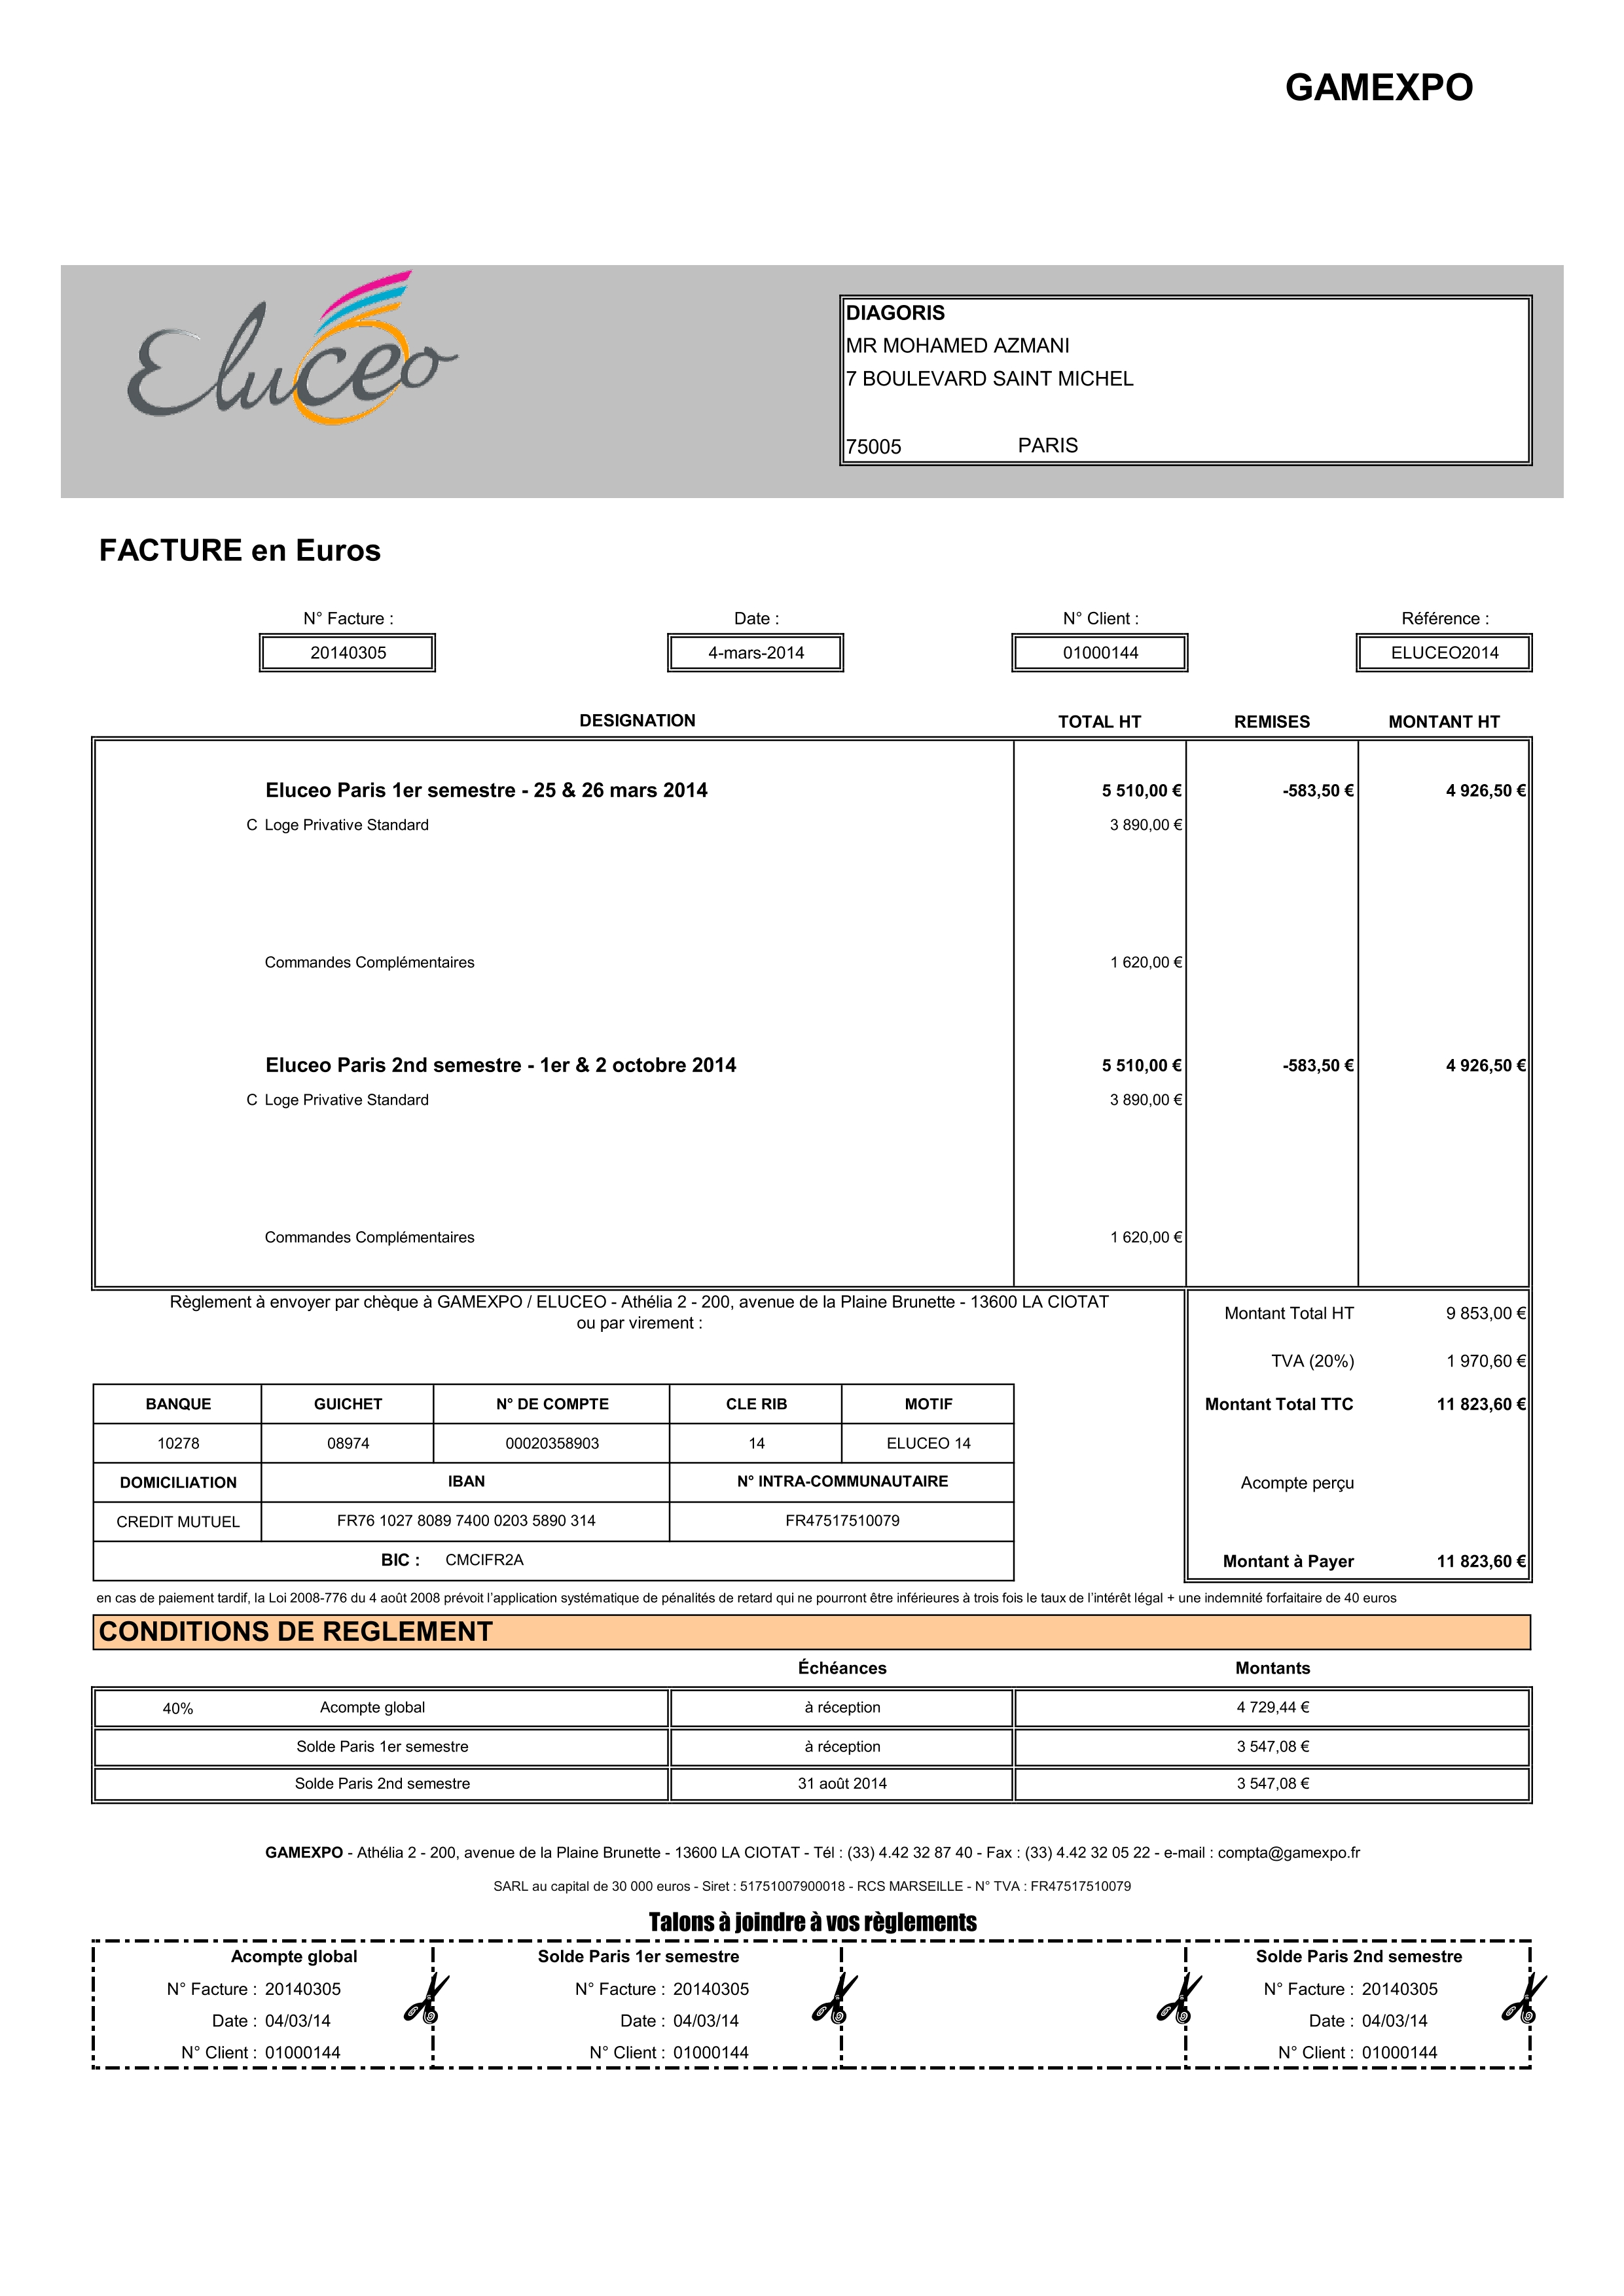 GAMEXPO
Eluceo
DIAGORIS
MR MOHAMED AZMANI
7 BOULEVARD SAINT MICHEL
75005 PARIS
FACTURE en Euros
N° Facture : Date : N° Client : Référence :
20140305 4-mars-2014 01000144 ELUCEO2014
DESIGNATION TOTAL HT REMISES MONTANT HT
Eluceo Paris 1er semestre - 25 & 26 mars 2014 5 510,00 € -583,50 € 4 926,50 €
C Loge Privative Standard 3 890,00 €
Commandes Complémentaires 1 620,00 €
Eluceo Paris 2nd semestre - 1er & 2 octobre 2014 5 510,00 € -583,50 € 4 926,50 €
C Loge Privative Standard 3 890,00 €
Commandes Complémentaires 1 620,00 €
Règlement à envoyer par chèque à GAMEXPO / ELUCEO - Athélia 2 - 200, avenue de la Plaine Brunette - 13600 LA CIOTAT
ou par virement :
Montant Total HT 9 853,00 €
TVA (20%) 1 970,60 €
Montant Total TTC 11 823,60 €
Acompte perçu
Montant à Payer 11 823,60 €
BANQUE GUICHET N° DE COMPTE CLE RIB MOTIF
10278 08974 00020358903 14 ELUCEO 14
DOMICILIATION IBAN N° INTRA-COMMUNAUTAIRE
CREDIT MUTUEL FR76 1027 8089 7400 0203 5890 314 FR47517510079
BIC : CMCIFR2A
en cas de paiement tardif, la Loi 2008-776 du 4 août 2008 prévoit l'application systématique de pénalités de retard qui ne pourront être inférieures à trois fois le taux de l'intérêt légal + une indemnité forfaitaire de 40 euros
CONDITIONS DE REGLEMENT
Échéances Montants
40% Acompte global à réception 4 729,44 €
Solde Paris 1er semestre à réception 3 547,08 €
Solde Paris 2nd semestre 31 août 2014 3 547,08 €
GAMEXPO - Athélia 2 - 200, avenue de la Plaine Brunette - 13600 LA CIOTAT - Tél : (33) 4.42 32 87 40 - Fax : (33) 4.42 32 05 22 - e-mail : compta@gamexpo.fr
SARL au capital de 30 000 euros - Siret : 51751007900018 - RCS MARSEILLE - N° TVA : FR47517510079
Talons à joindre à vos règlements
Acompte global Solde Paris 1er semestre Solde Paris 2nd semestre
N° Facture : 20140305 N° Facture : 20140305 N° Facture : 20140305
Date : 04/03/14 Date : 04/03/14 Date : 04/03/14
N° Client : 01000144 N° Client : 01000144 N° Client : 01000144